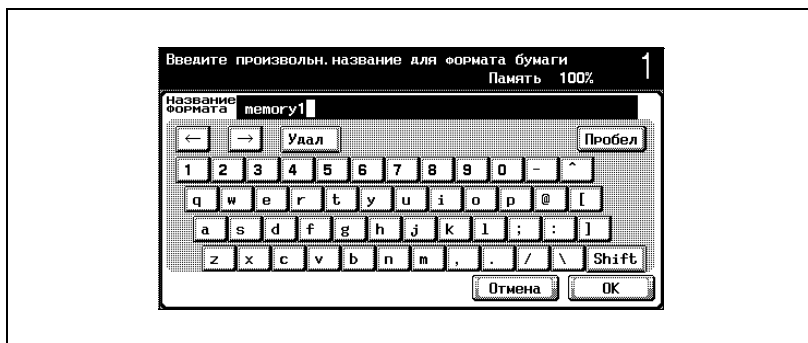 Введите произвольн.название для формата бумаги
Память 100% 1
Название
формата memory1
← → Удал Пробел
1 2 3 4 5 6 7 8 9 0 - ^
q w e r t y u i o p @ [
a s d f g h j k l ; : ]
z x c v b n m , . / \ Shift
Отмена OK